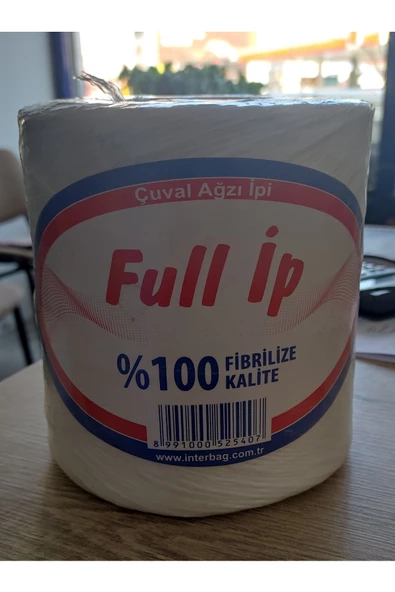 Çuval Ağzı İpi
Full İp
%100 FİBRİLİZE
KALİTE
8991000525407
www.interbag.com.tr